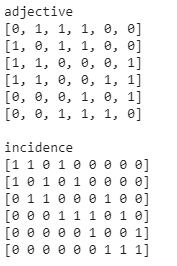 adjective
[0, 1, 1, 1, 0, 0]
[1, 0, 1, 1, 0, 0]
[1, 1, 0, 0, 0, 1]
[1, 1, 0, 0, 1, 1]
[0, 0, 0, 1, 0, 1]
[0, 0, 1, 1, 1, 0]
incidence
[1 1 0 1 0 0 0 0 0]
[1 0 1 0 1 0 0 0 0]
[0 1 1 0 0 0 1 0 0]
[0 0 0 1 1 1 0 1 0]
[0 0 0 0 0 1 0 0 1]
[0 0 0 0 0 0 1 1 1]